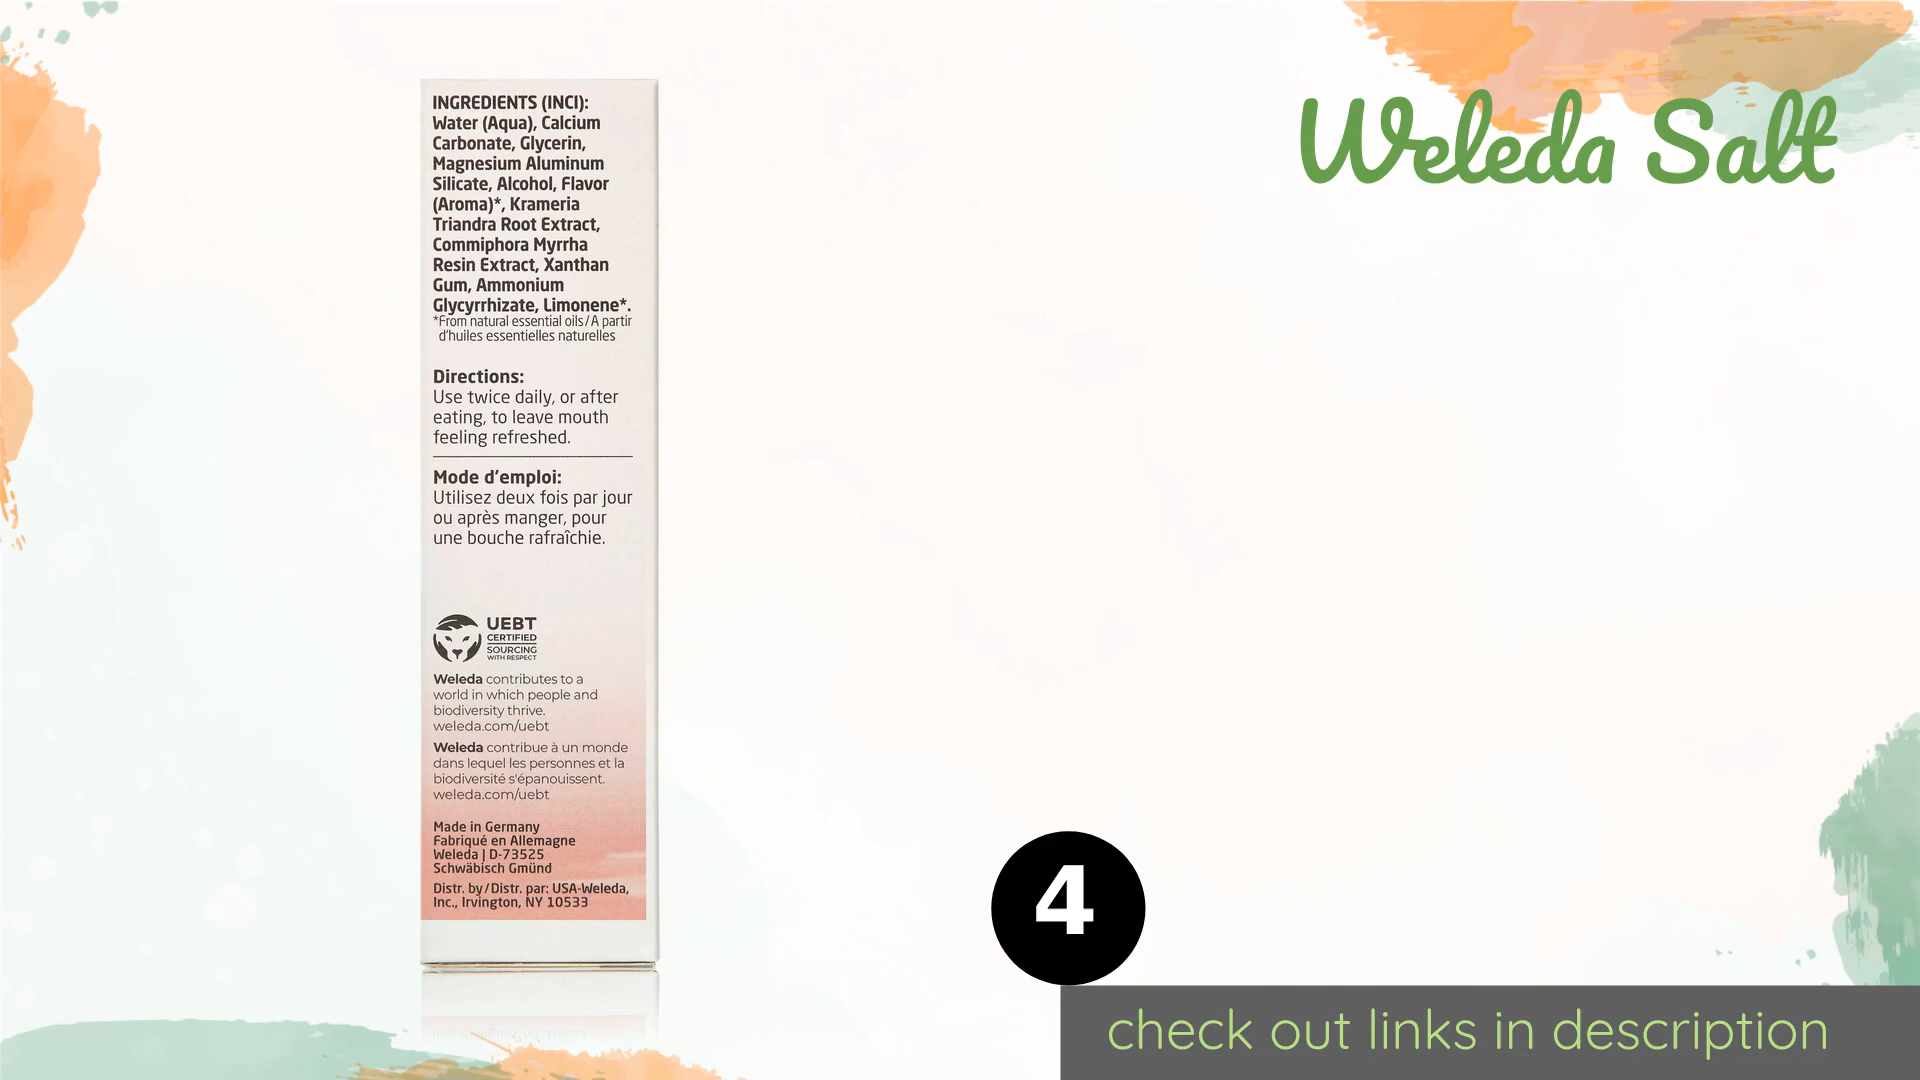 Weleda Salt
INGREDIENTS (INCI):
Water (Aqua), Calcium
Carbonate, Glycerin,
Magnesium Aluminum
Silicate, Alcohol, Flavor
(Aroma)*, Krameria
Triandra Root Extract,
Commiphora Myrrha
Resin Extract, Xanthan
Gum, Ammonium
Glycyrrhizate, Limonene*.
*From natural essential oils/A partir
d'huiles essentielles naturelles
Directions:
Use twice daily, or after
eating, to leave mouth
feeling refreshed.
Mode d'emploi:
Utilisez deux fois par jour
ou après manger, pour
une bouche rafraîchie.
UEBT
CERTIFIED
SOURCING
WITH RESPECT
Weleda contributes to a
world in which people and
biodiversity thrive.
weleda.com/uebt
Weleda contribue à un monde
dans lequel les personnes et la
biodiversité s'épanouissent.
weleda.com/uebt
Made in Germany
Fabriqué en Allemagne
Weleda | D-73525
Schwäbisch Gmünd
Distr. by/Distr. par: USA-Weleda,
Inc., Irvington, NY 10533
4
check out links in description